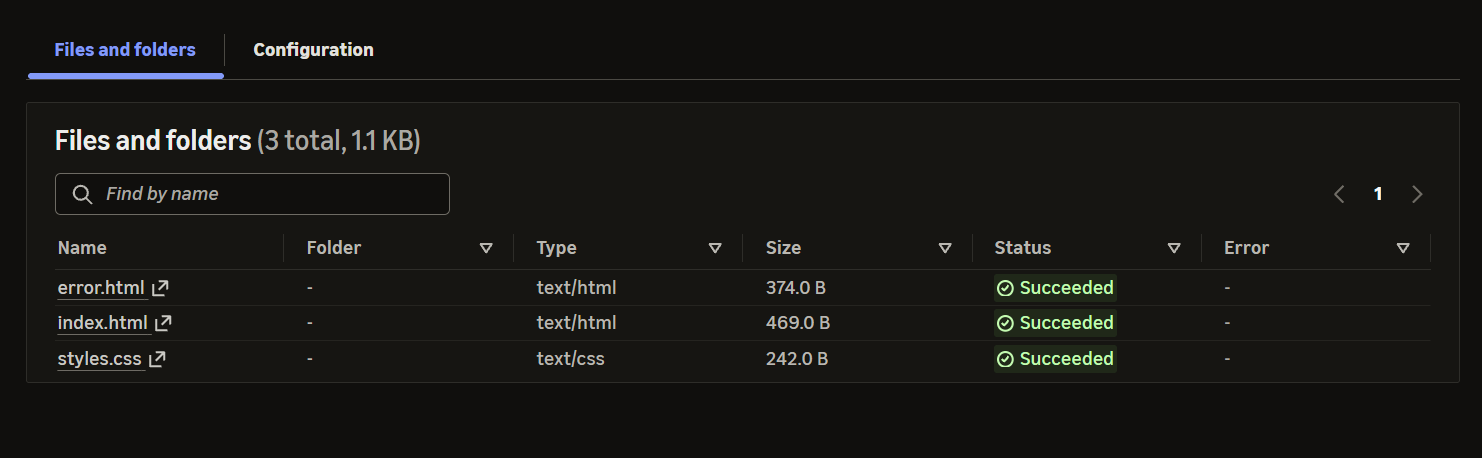 Files and folders Configuration
Files and folders (3 total, 1.1 KB)
Find by name 1
Name Folder Type Size Status Error
error.html - text/html 374.0 B Succeeded -
index.html - text/html 469.0 B Succeeded -
styles.css - text/css 242.0 B Succeeded -